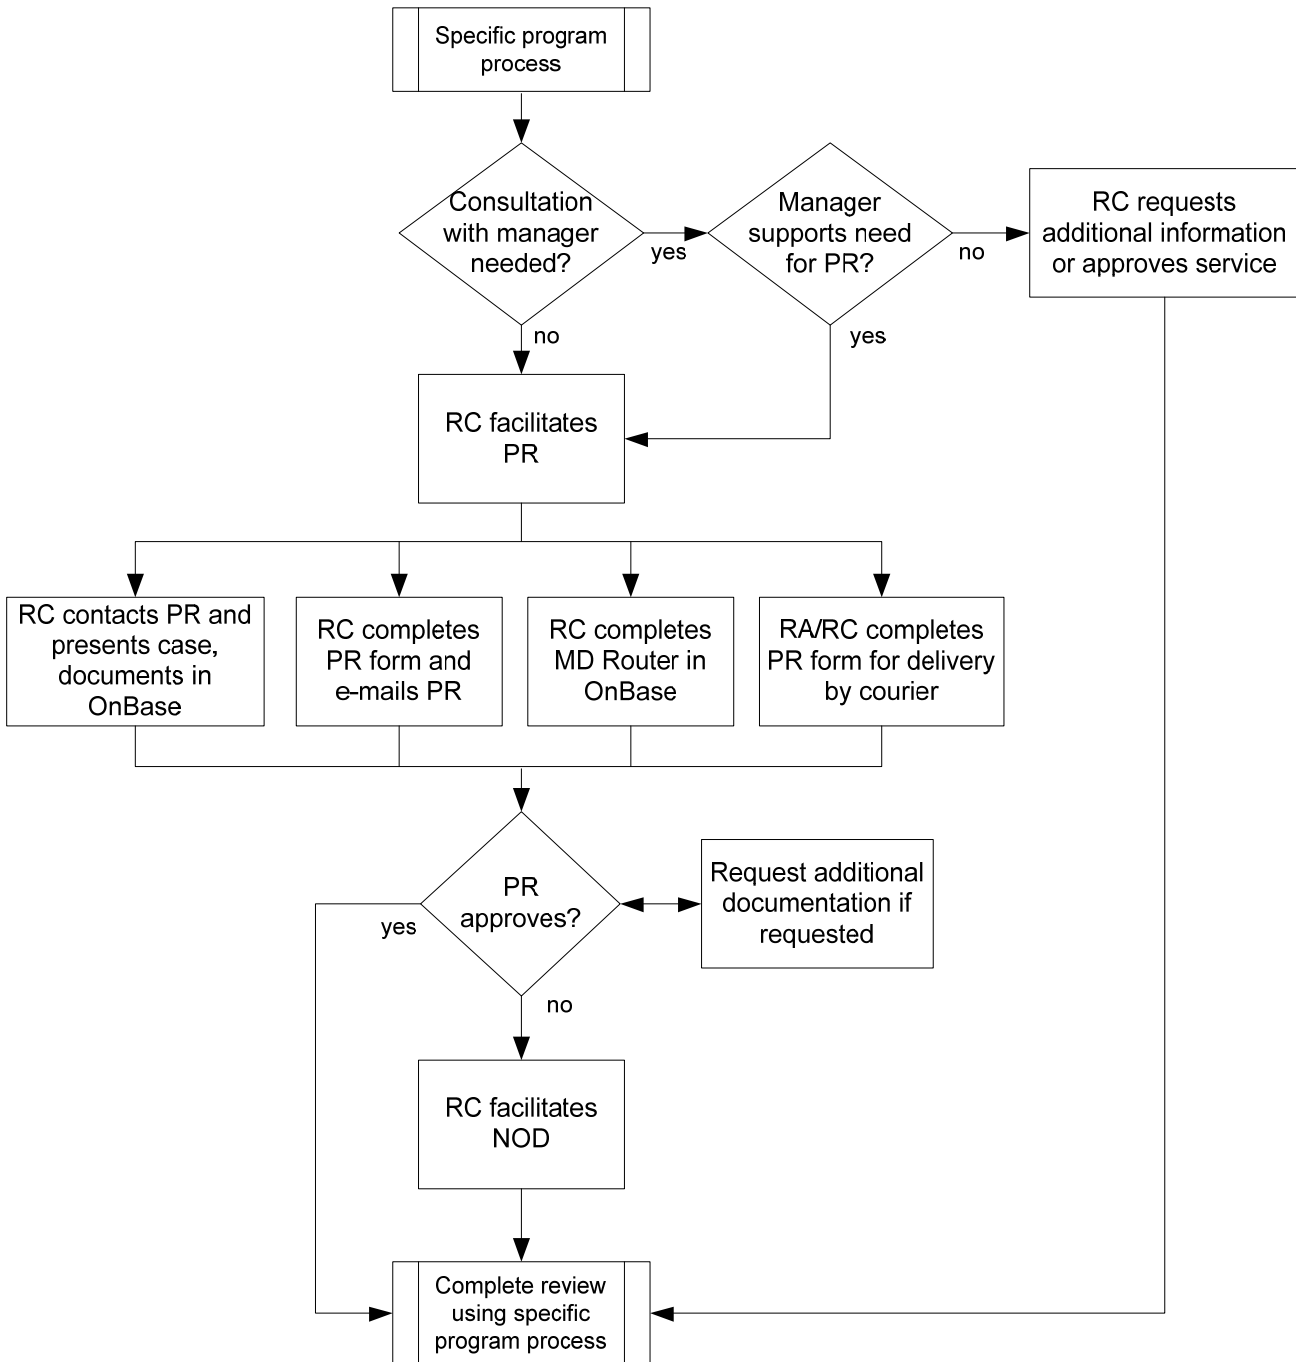 Specific program
process
Consultation
with manager
needed?
yes
Manager
supports need
for PR?
no
RC requests
additional information
or approves service
no
yes
RC facilitates
PR
RC contacts PR and
presents case,
documents in
OnBase
RC completes
PR form and
e-mails PR
RC completes
MD Router in
OnBase
RA/RC completes
PR form for delivery
by courier
PR
approves?
yes
Request additional
documentation if
requested
no
RC facilitates
NOD
Complete review
using specific
program process